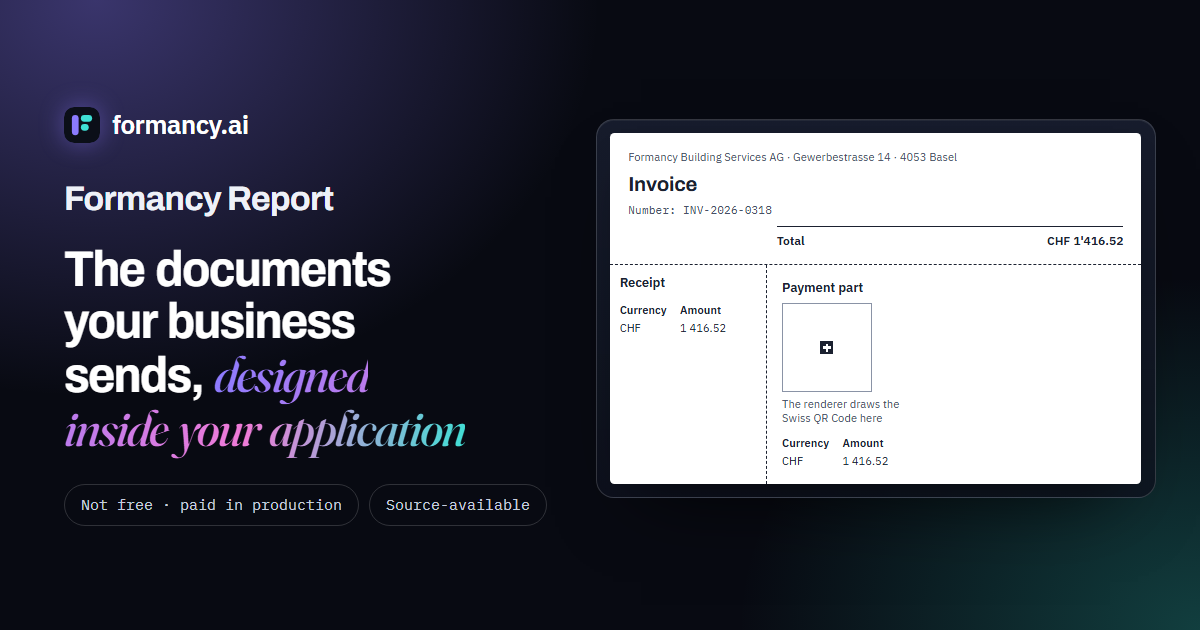 formancy.ai
Formancy Report
The documents
your business
sends, designed
inside your application
Not free · paid in production
Source-available
Formancy Building Services AG · Gewerbestrasse 14 · 4053 Basel
Invoice
Number: INV-2026-0318
Total CHF 1'416.52
Receipt
Currency Amount
CHF 1 416.52
Payment part
The renderer draws the
Swiss QR Code here
Currency Amount
CHF 1 416.52